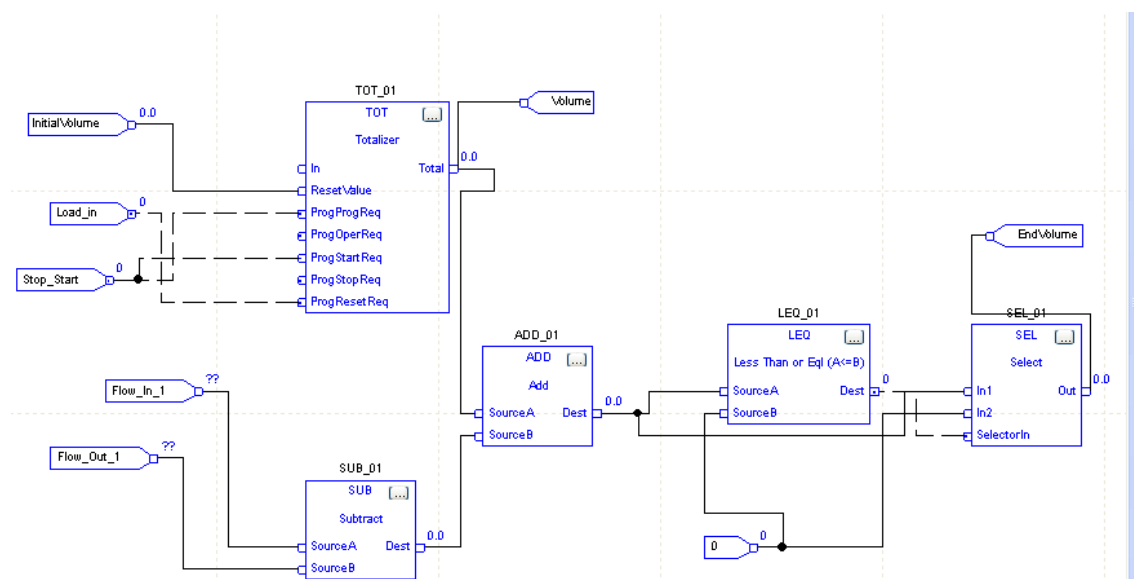 TOT_01
TOT
...
Totalizer
In
Total
0.0
ResetValue
ProgProgReq
ProgOperReq
ProgStartReq
ProgStopReq
ProgResetReq
Volume
InitialVolume
0.0
Load_in
0
Stop_Start
0
EndVolume
Flow_In_1
??
Flow_Out_1
??
SUB_01
SUB
...
Subtract
SourceA
Dest
0.0
SourceB
ADD_01
ADD
...
Add
SourceA
Dest
0.0
SourceB
LEQ_01
LEQ
...
Less Than or Eql (A<=B)
SourceA
Dest
0
SourceB
0
0
SEL_01
SEL
...
Select
In1
Out
0.0
In2
SelectorIn